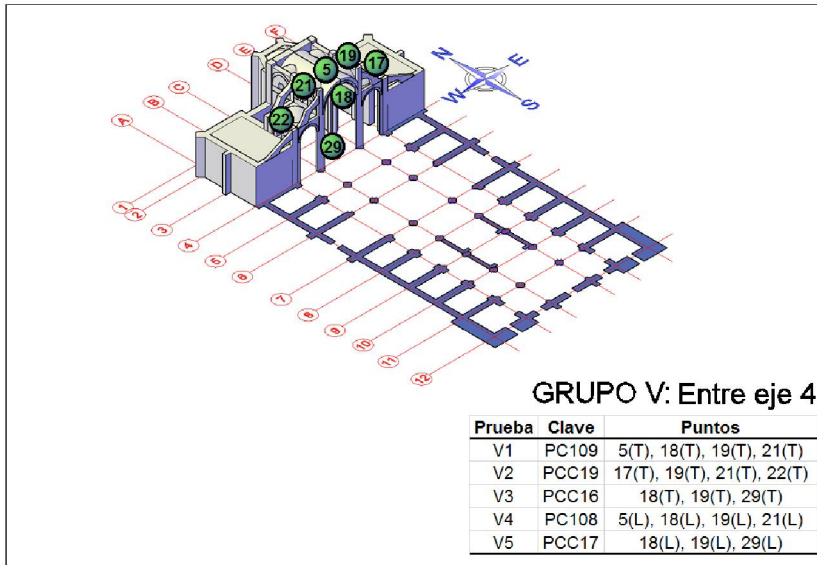 F
E
D
C
B
A
19
5
17
21
18
22
29
N
E
W
S
1
2
3
4
5
6
7
8
9
10
11
12
GRUPO V: Entre eje 4
Prueba Clave Puntos
V1 PC109 5(T), 18(T), 19(T), 21(T)
V2 PCC19 17(T), 19(T), 21(T), 22(T)
V3 PCC16 18(T), 19(T), 29(T)
V4 PC108 5(L), 18(L), 19(L), 21(L)
V5 PCC17 18(L), 19(L), 29(L)